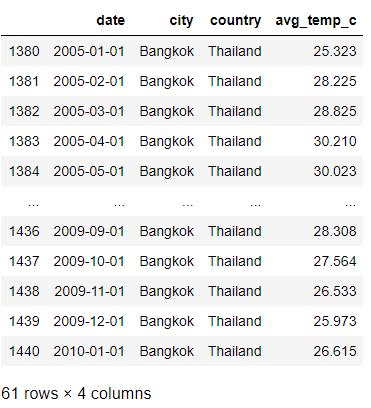 date city country avg_temp_c
1380 2005-01-01 Bangkok Thailand 25.323
1381 2005-02-01 Bangkok Thailand 28.225
1382 2005-03-01 Bangkok Thailand 28.825
1383 2005-04-01 Bangkok Thailand 30.210
1384 2005-05-01 Bangkok Thailand 30.023
... ... ... ... ...
1436 2009-09-01 Bangkok Thailand 28.308
1437 2009-10-01 Bangkok Thailand 27.564
1438 2009-11-01 Bangkok Thailand 26.533
1439 2009-12-01 Bangkok Thailand 25.973
1440 2010-01-01 Bangkok Thailand 26.615
61 rows × 4 columns